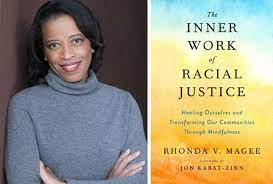 The
INNER
WORK
of
RACIAL
JUSTICE
Healing Ourselves and
Transforming Our Communities
Through Mindfulness
RHONDA V. MAGEE
FOREWORD BY
JON KABAT-ZINN